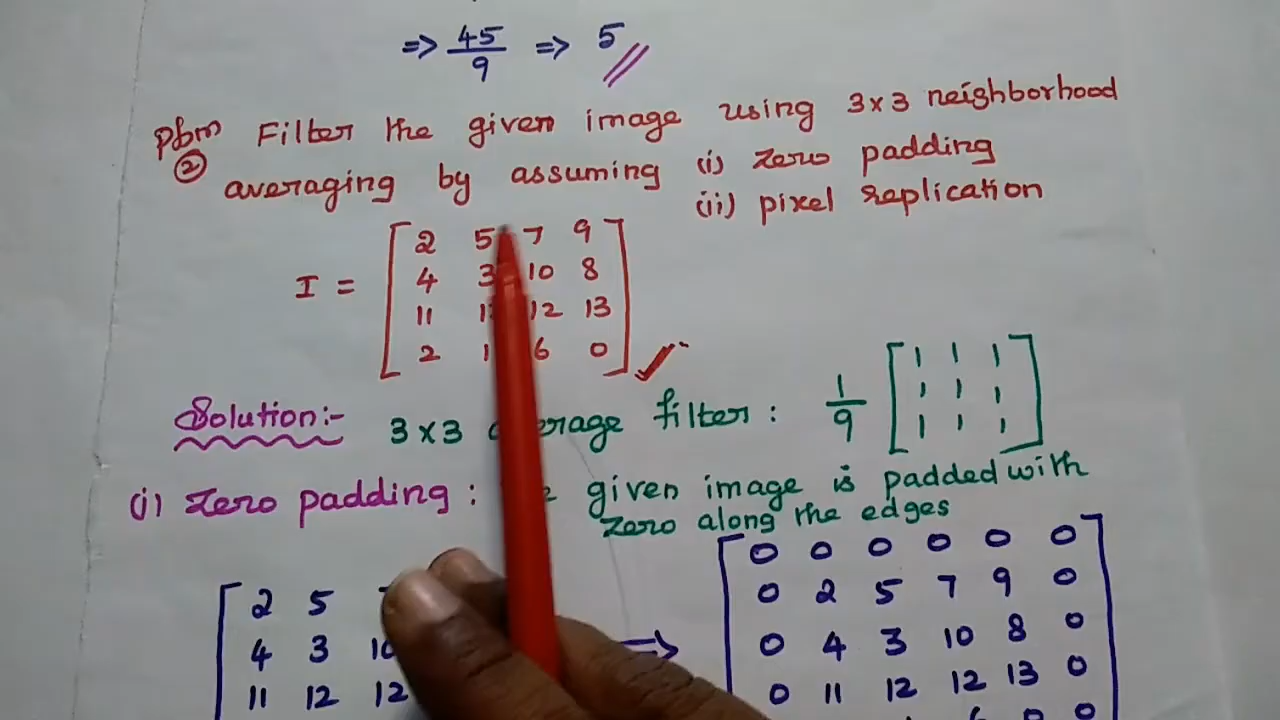 => 45/9 => 5
Pbm ② Filter the given image using 3x3 neighborhood
averaging by assuming (i) zero padding
(ii) pixel replication
I = [ 2 5 7 9
4 3 10 8
11 12 13
2 6 0 ]
Solution:- 3x3 average filter : 1/9 [ 1 1 1
1 1 1
1 1 1 ]
(i) Zero padding : given image is padded with
zero along the edges
[ 2 5
4 3
11 12 12
=> [ 0 0 0 0 0 0
0 2 5 7 9 0
0 4 3 10 8 0
0 11 12 12 13 0